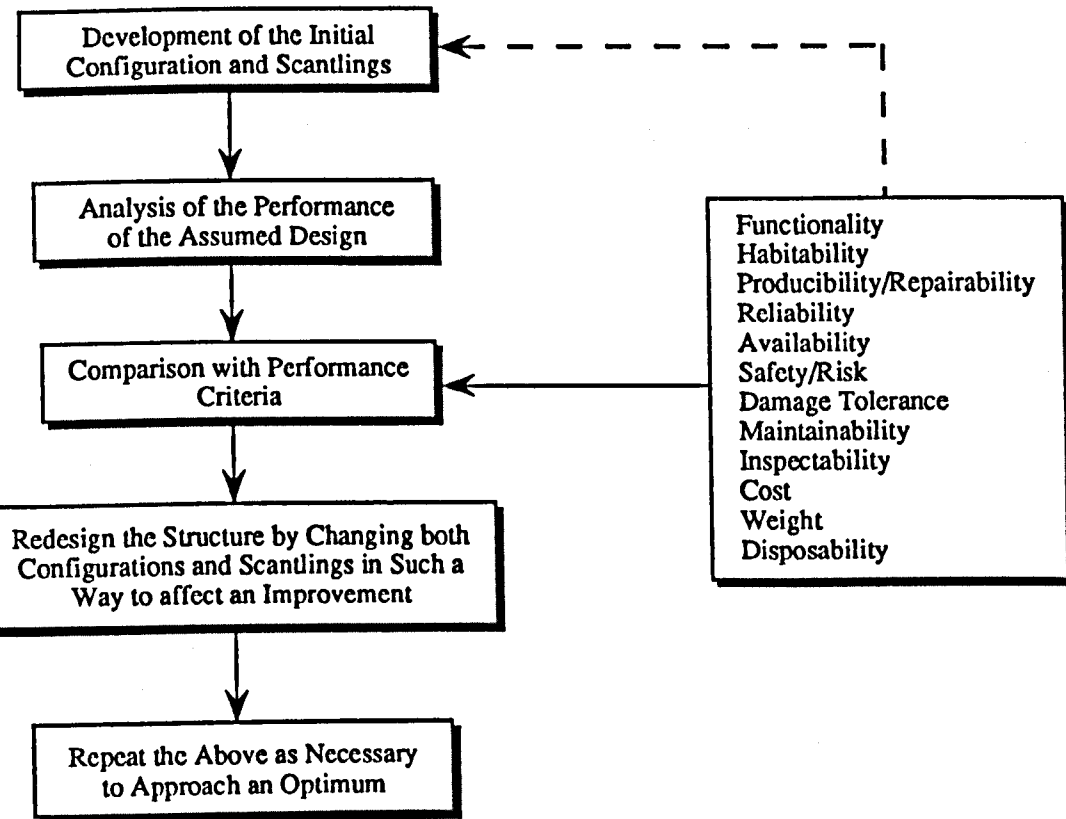 Development of the Initial
Configuration and Scantlings
Analysis of the Performance
of the Assumed Design
Comparison with Performance
Criteria
Redesign the Structure by Changing both
Configurations and Scantlings in Such a
Way to affect an Improvement
Repeat the Above as Necessary
to Approach an Optimum
Functionality
Habitability
Producibility/Repairability
Reliability
Availability
Safety/Risk
Damage Tolerance
Maintainability
Inspectability
Cost
Weight
Disposability